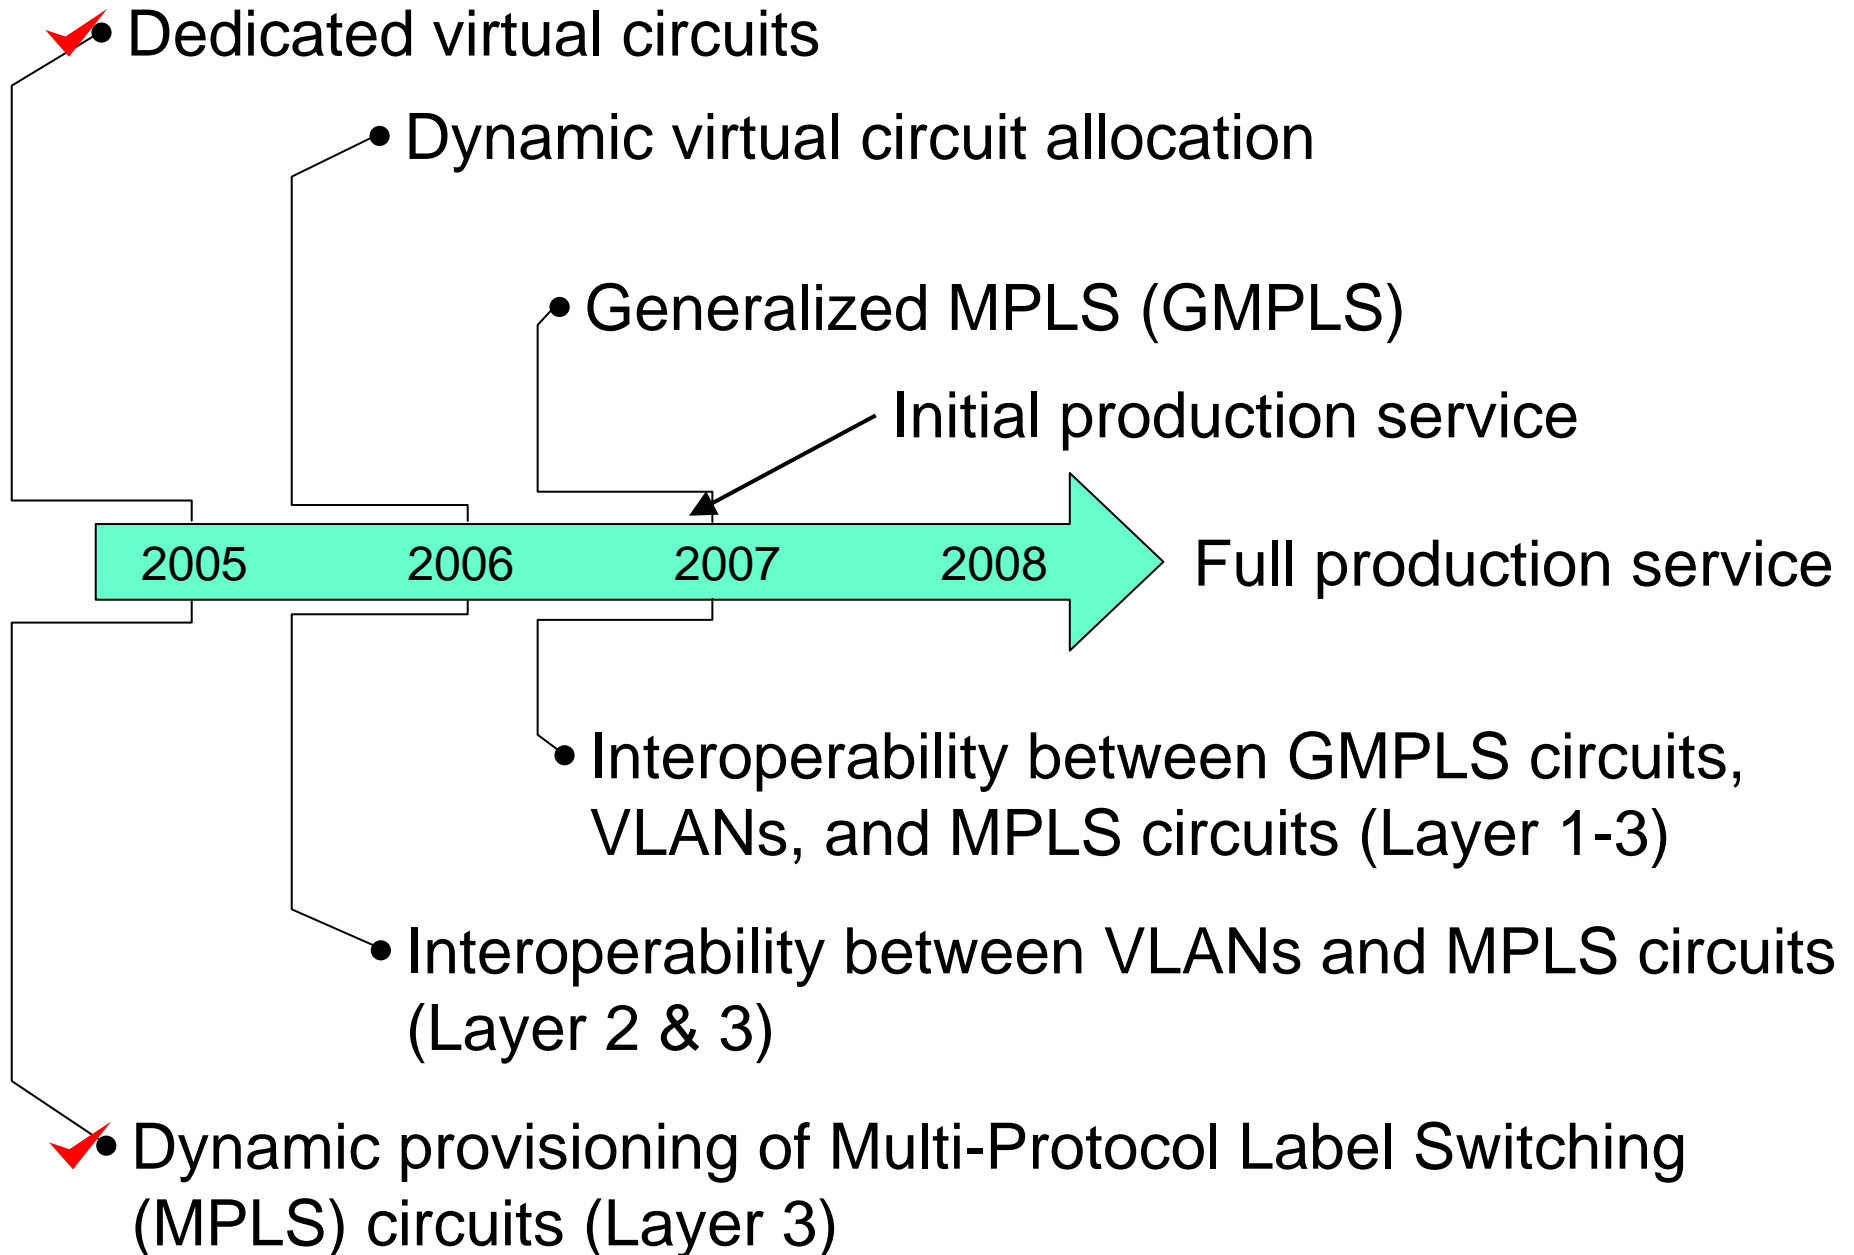 Dedicated virtual circuits
Dynamic virtual circuit allocation
Generalized MPLS (GMPLS)
Initial production service
2005 2006 2007 2008
Full production service
Interoperability between GMPLS circuits,
VLANs, and MPLS circuits (Layer 1-3)
Interoperability between VLANs and MPLS circuits
(Layer 2 & 3)
Dynamic provisioning of Multi-Protocol Label Switching
(MPLS) circuits (Layer 3)